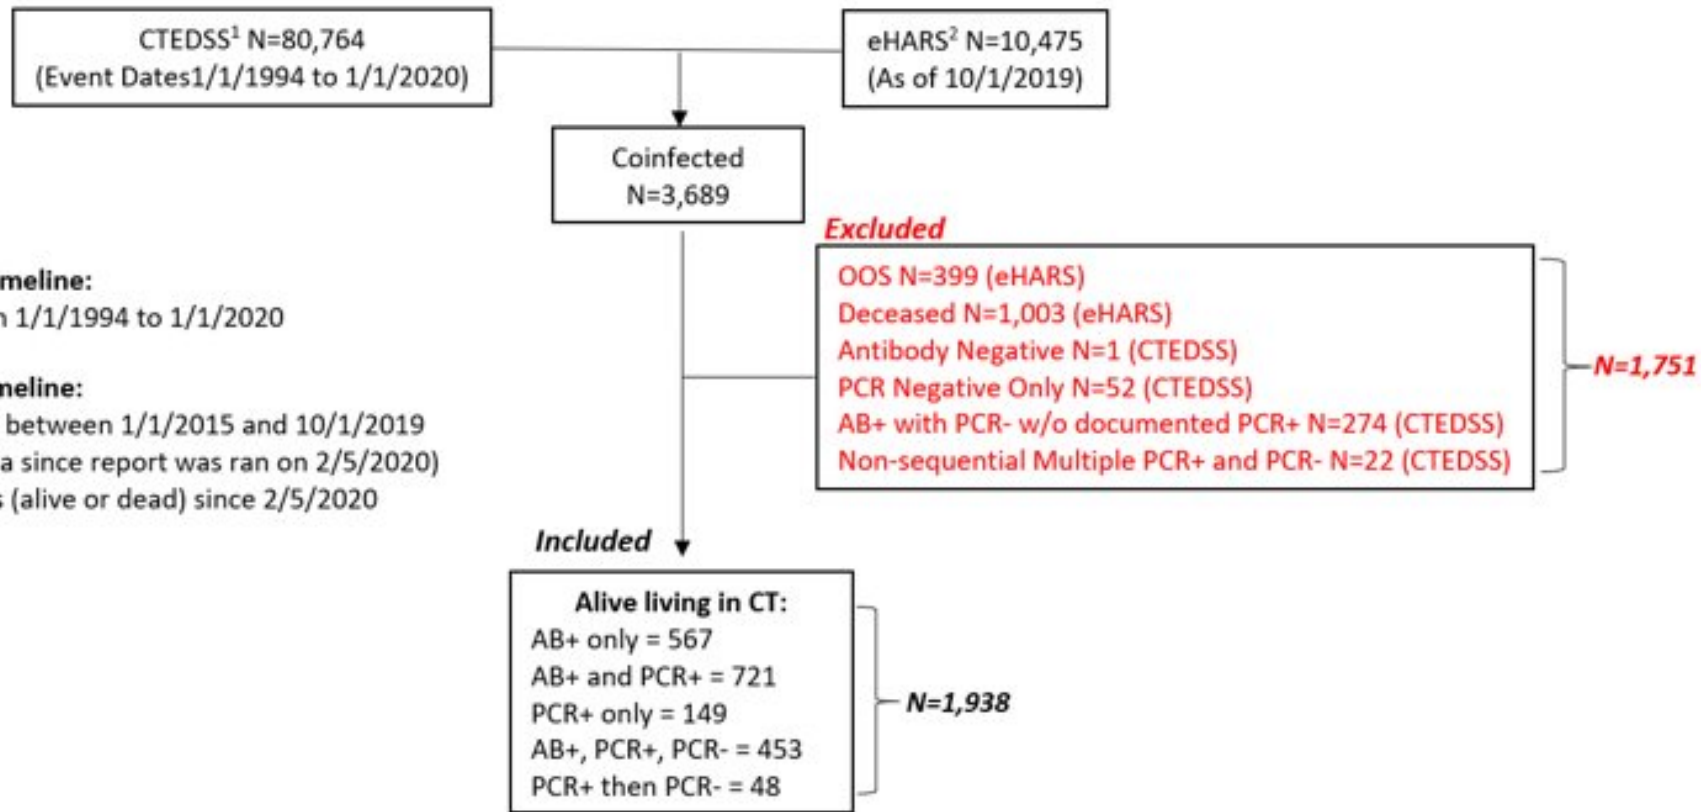 CTEDSS¹ N=80,764
(Event Dates1/1/1994 to 1/1/2020)
eHARS² N=10,475
(As of 10/1/2019)
Coinfected
N=3,689
Excluded
OOS N=399 (eHARS)
Deceased N=1,003 (eHARS)
Antibody Negative N=1 (CTEDSS)
PCR Negative Only N=52 (CTEDSS)
AB+ with PCR- w/o documented PCR+ N=274 (CTEDSS)
Non-sequential Multiple PCR+ and PCR- N=22 (CTEDSS)
N=1,751
meline:
1/1/1994 to 1/1/2020
neline:
between 1/1/2015 and 10/1/2019
a since report was ran on 2/5/2020)
s (alive or dead) since 2/5/2020
Included
Alive living in CT:
AB+ only = 567
AB+ and PCR+ = 721
PCR+ only = 149
AB+, PCR+, PCR- = 453
PCR+ then PCR- = 48
N=1,938